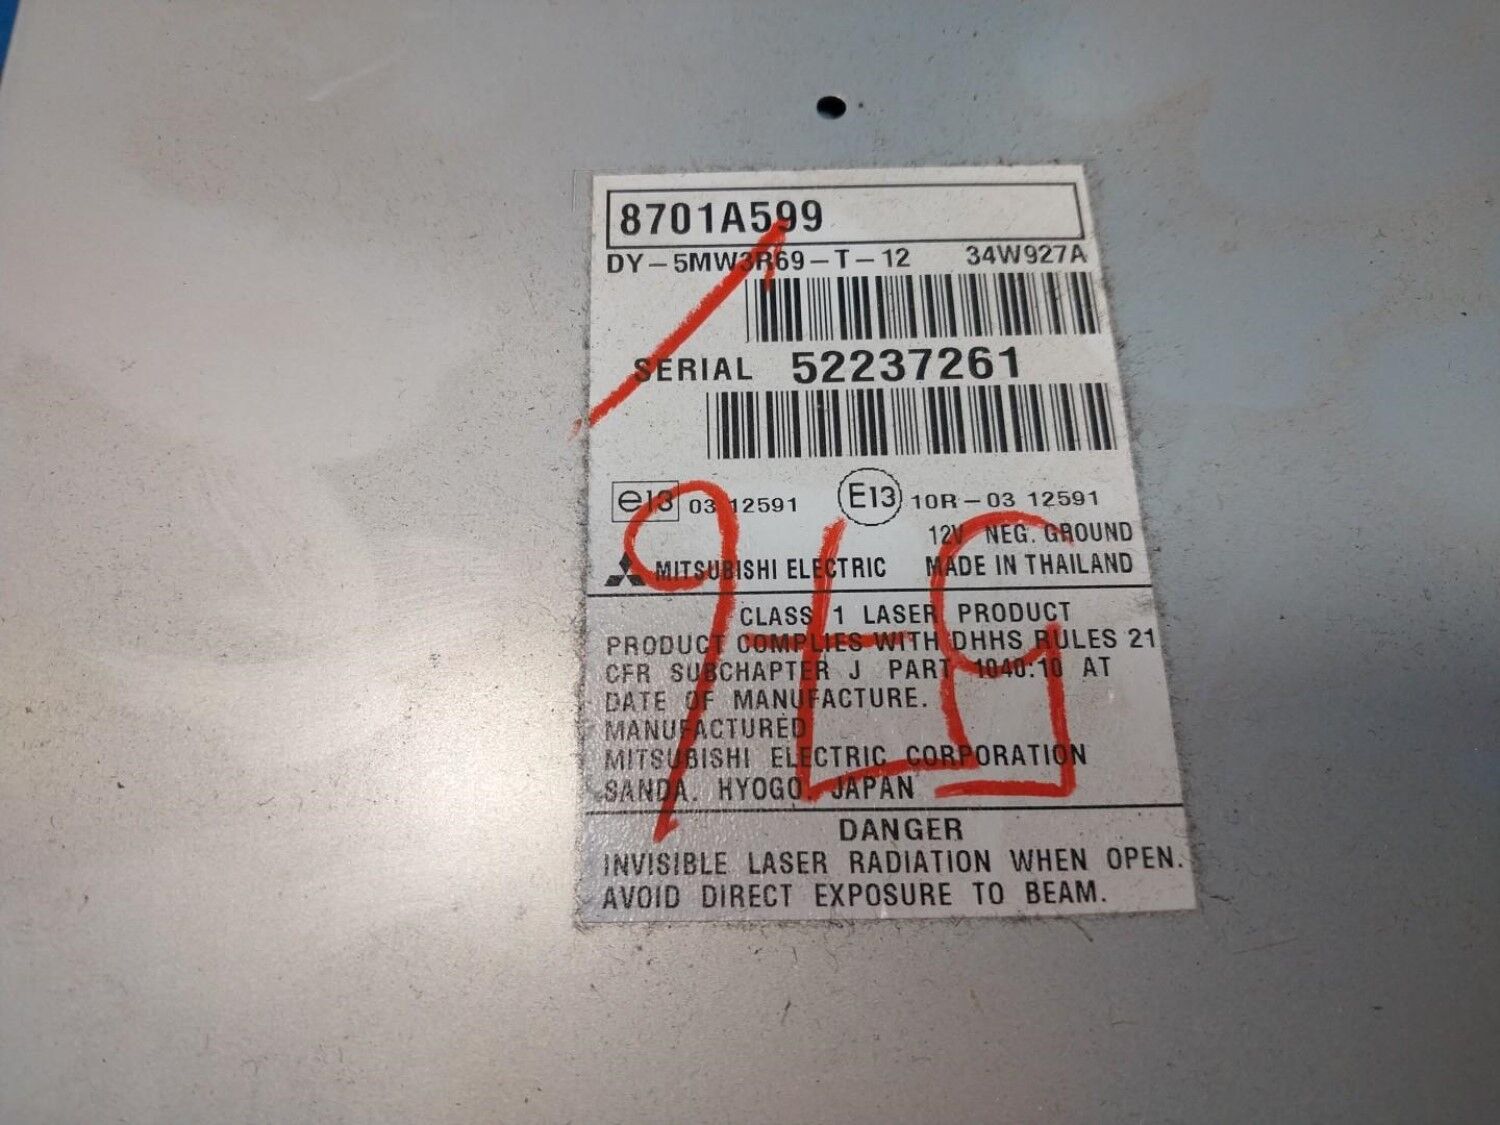 8701A599
DY-5MW3R69-T-12 34W927A
SERIAL 52237261
e13 03 12591 E13 10R-03 12591
12V NEG. GROUND
MITSUBISHI ELECTRIC MADE IN THAILAND
CLASS 1 LASER PRODUCT
PRODUCT COMPLIES WITH DHHS RULES 21
CFR SUBCHAPTER J PART 1040:10 AT
DATE OF MANUFACTURE.
MANUFACTURED
MITSUBISHI ELECTRIC CORPORATION
SANDA. HYOGO. JAPAN
DANGER
INVISIBLE LASER RADIATION WHEN OPEN.
AVOID DIRECT EXPOSURE TO BEAM.